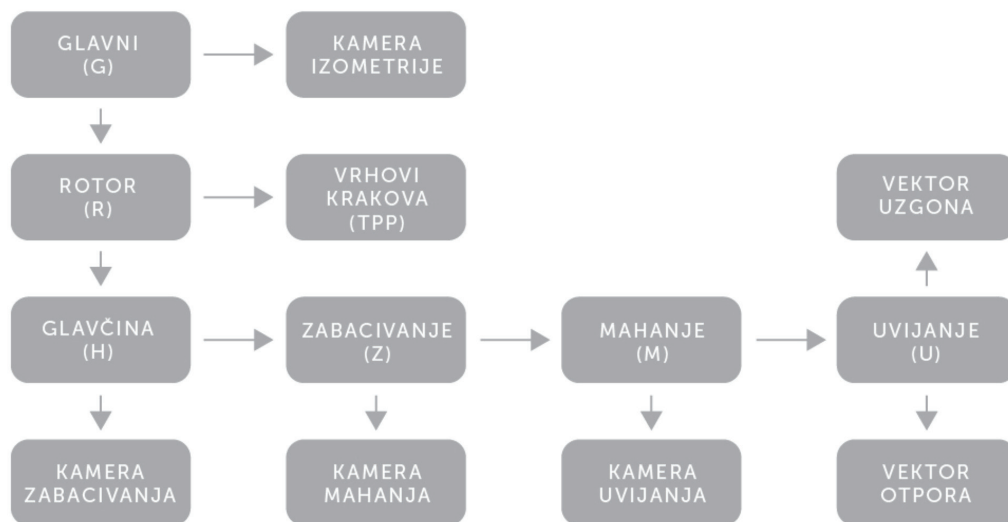 GLAVNI
(G)
KAMERA
IZOMETRIJE
ROTOR
(R)
VRHOVI
KRAKOVA
(TPP)
VEKTOR
UZGONA
GLAVČINA
(H)
ZABACIVANJE
(Z)
MAHANJE
(M)
UVIJANJE
(U)
KAMERA
ZABACIVANJA
KAMERA
MAHANJA
KAMERA
UVIJANJA
VEKTOR
OTPORA